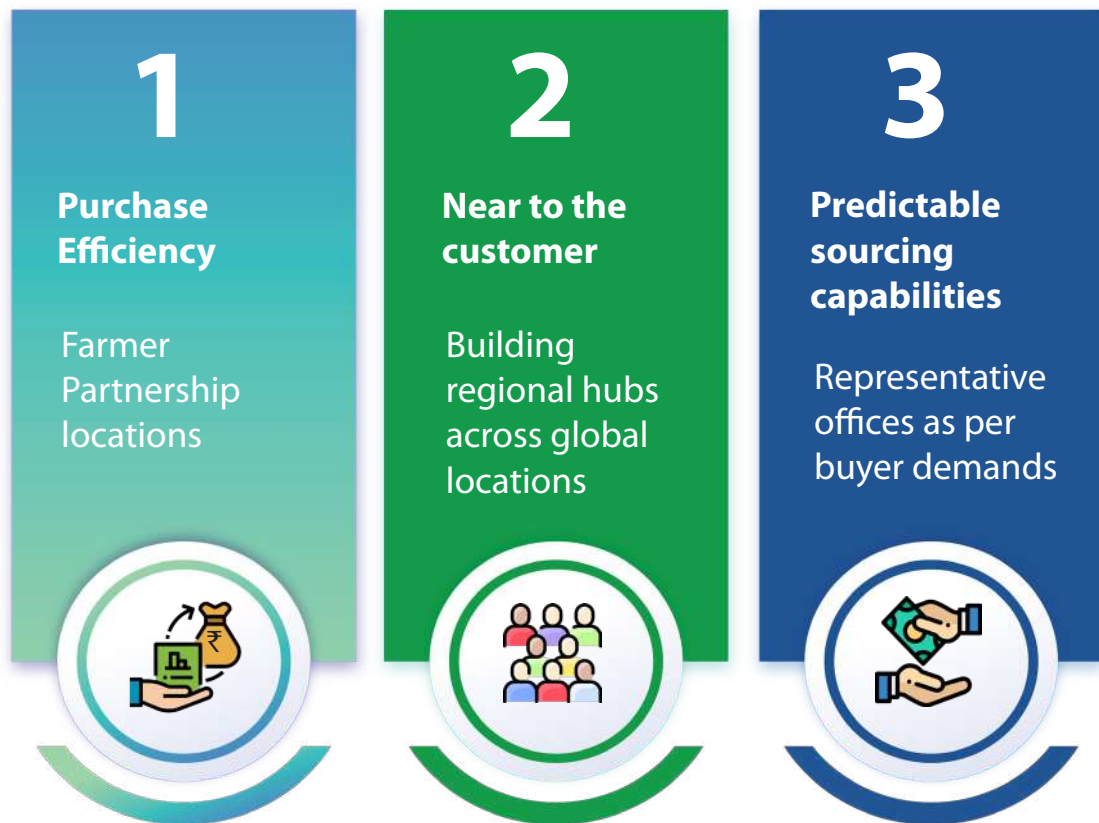 1
Purchase
Efficiency
Farmer
Partnership
locations
2
Near to the
customer
Building
regional hubs
across global
locations
3
Predictable
sourcing
capabilities
Representative
offices as per
buyer demands
₹